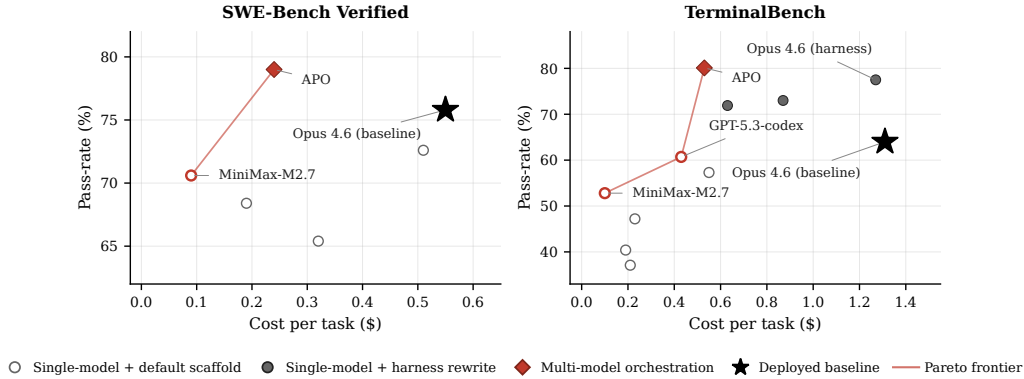 SWE-Bench Verified
80
75
70
65
Pass-rate (%)
APO
Opus 4.6 (baseline)
MiniMax-M2.7
0.0 0.1 0.2 0.3 0.4 0.5 0.6
Cost per task ($)
TerminalBench
80
70
60
50
40
Pass-rate (%)
Opus 4.6 (harness)
APO
GPT-5.3-codex
Opus 4.6 (baseline)
MiniMax-M2.7
0.0 0.2 0.4 0.6 0.8 1.0 1.2 1.4
Cost per task ($)
Single-model + default scaffold Single-model + harness rewrite Multi-model orchestration Deployed baseline Pareto frontier